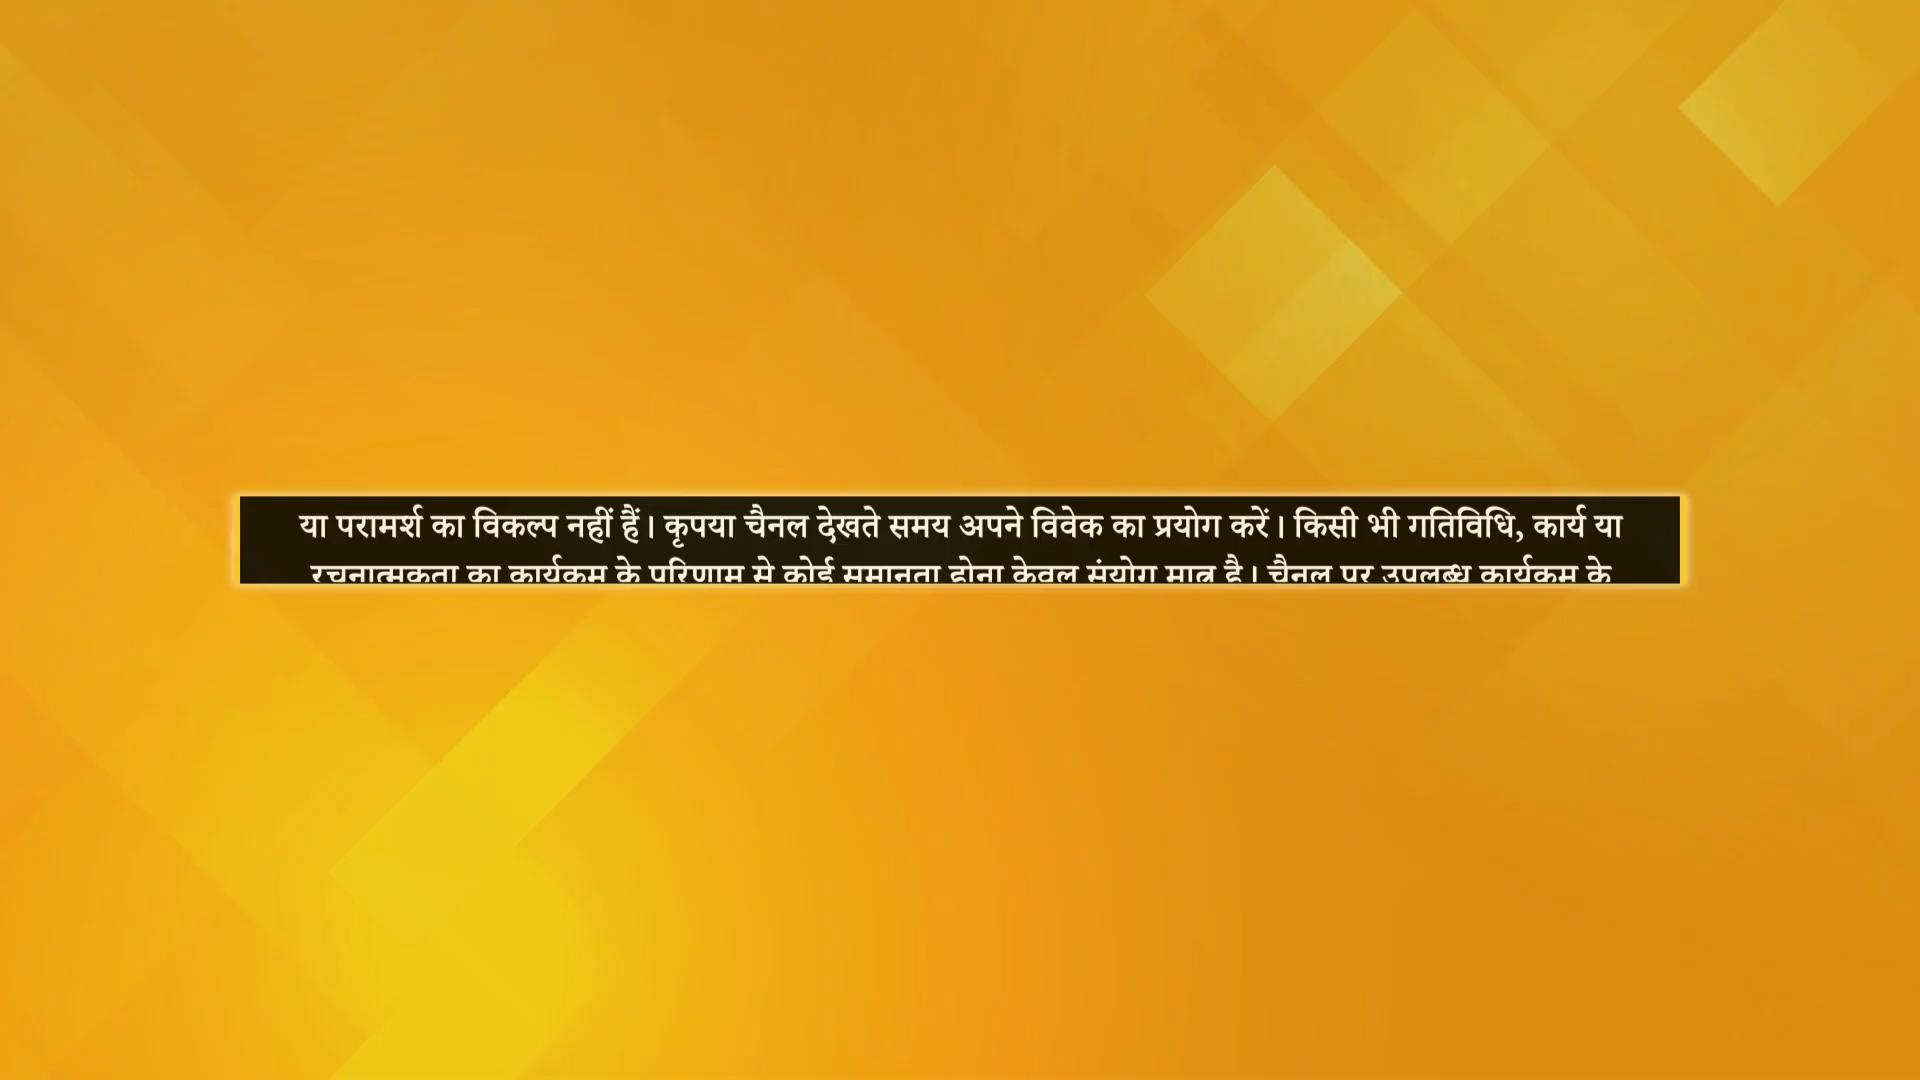 या परामर्श का विकल्प नहीं हैं। कृपया चैनल देखते समय अपने विवेक का प्रयोग करें। किसी भी गतिविधि, कार्य या
रचनात्मकता का कार्यक्रम के परिणाम से कोई समानता होना केवल संयोग मात्र है। चैनल पर उपलब्ध कार्यक्रम के